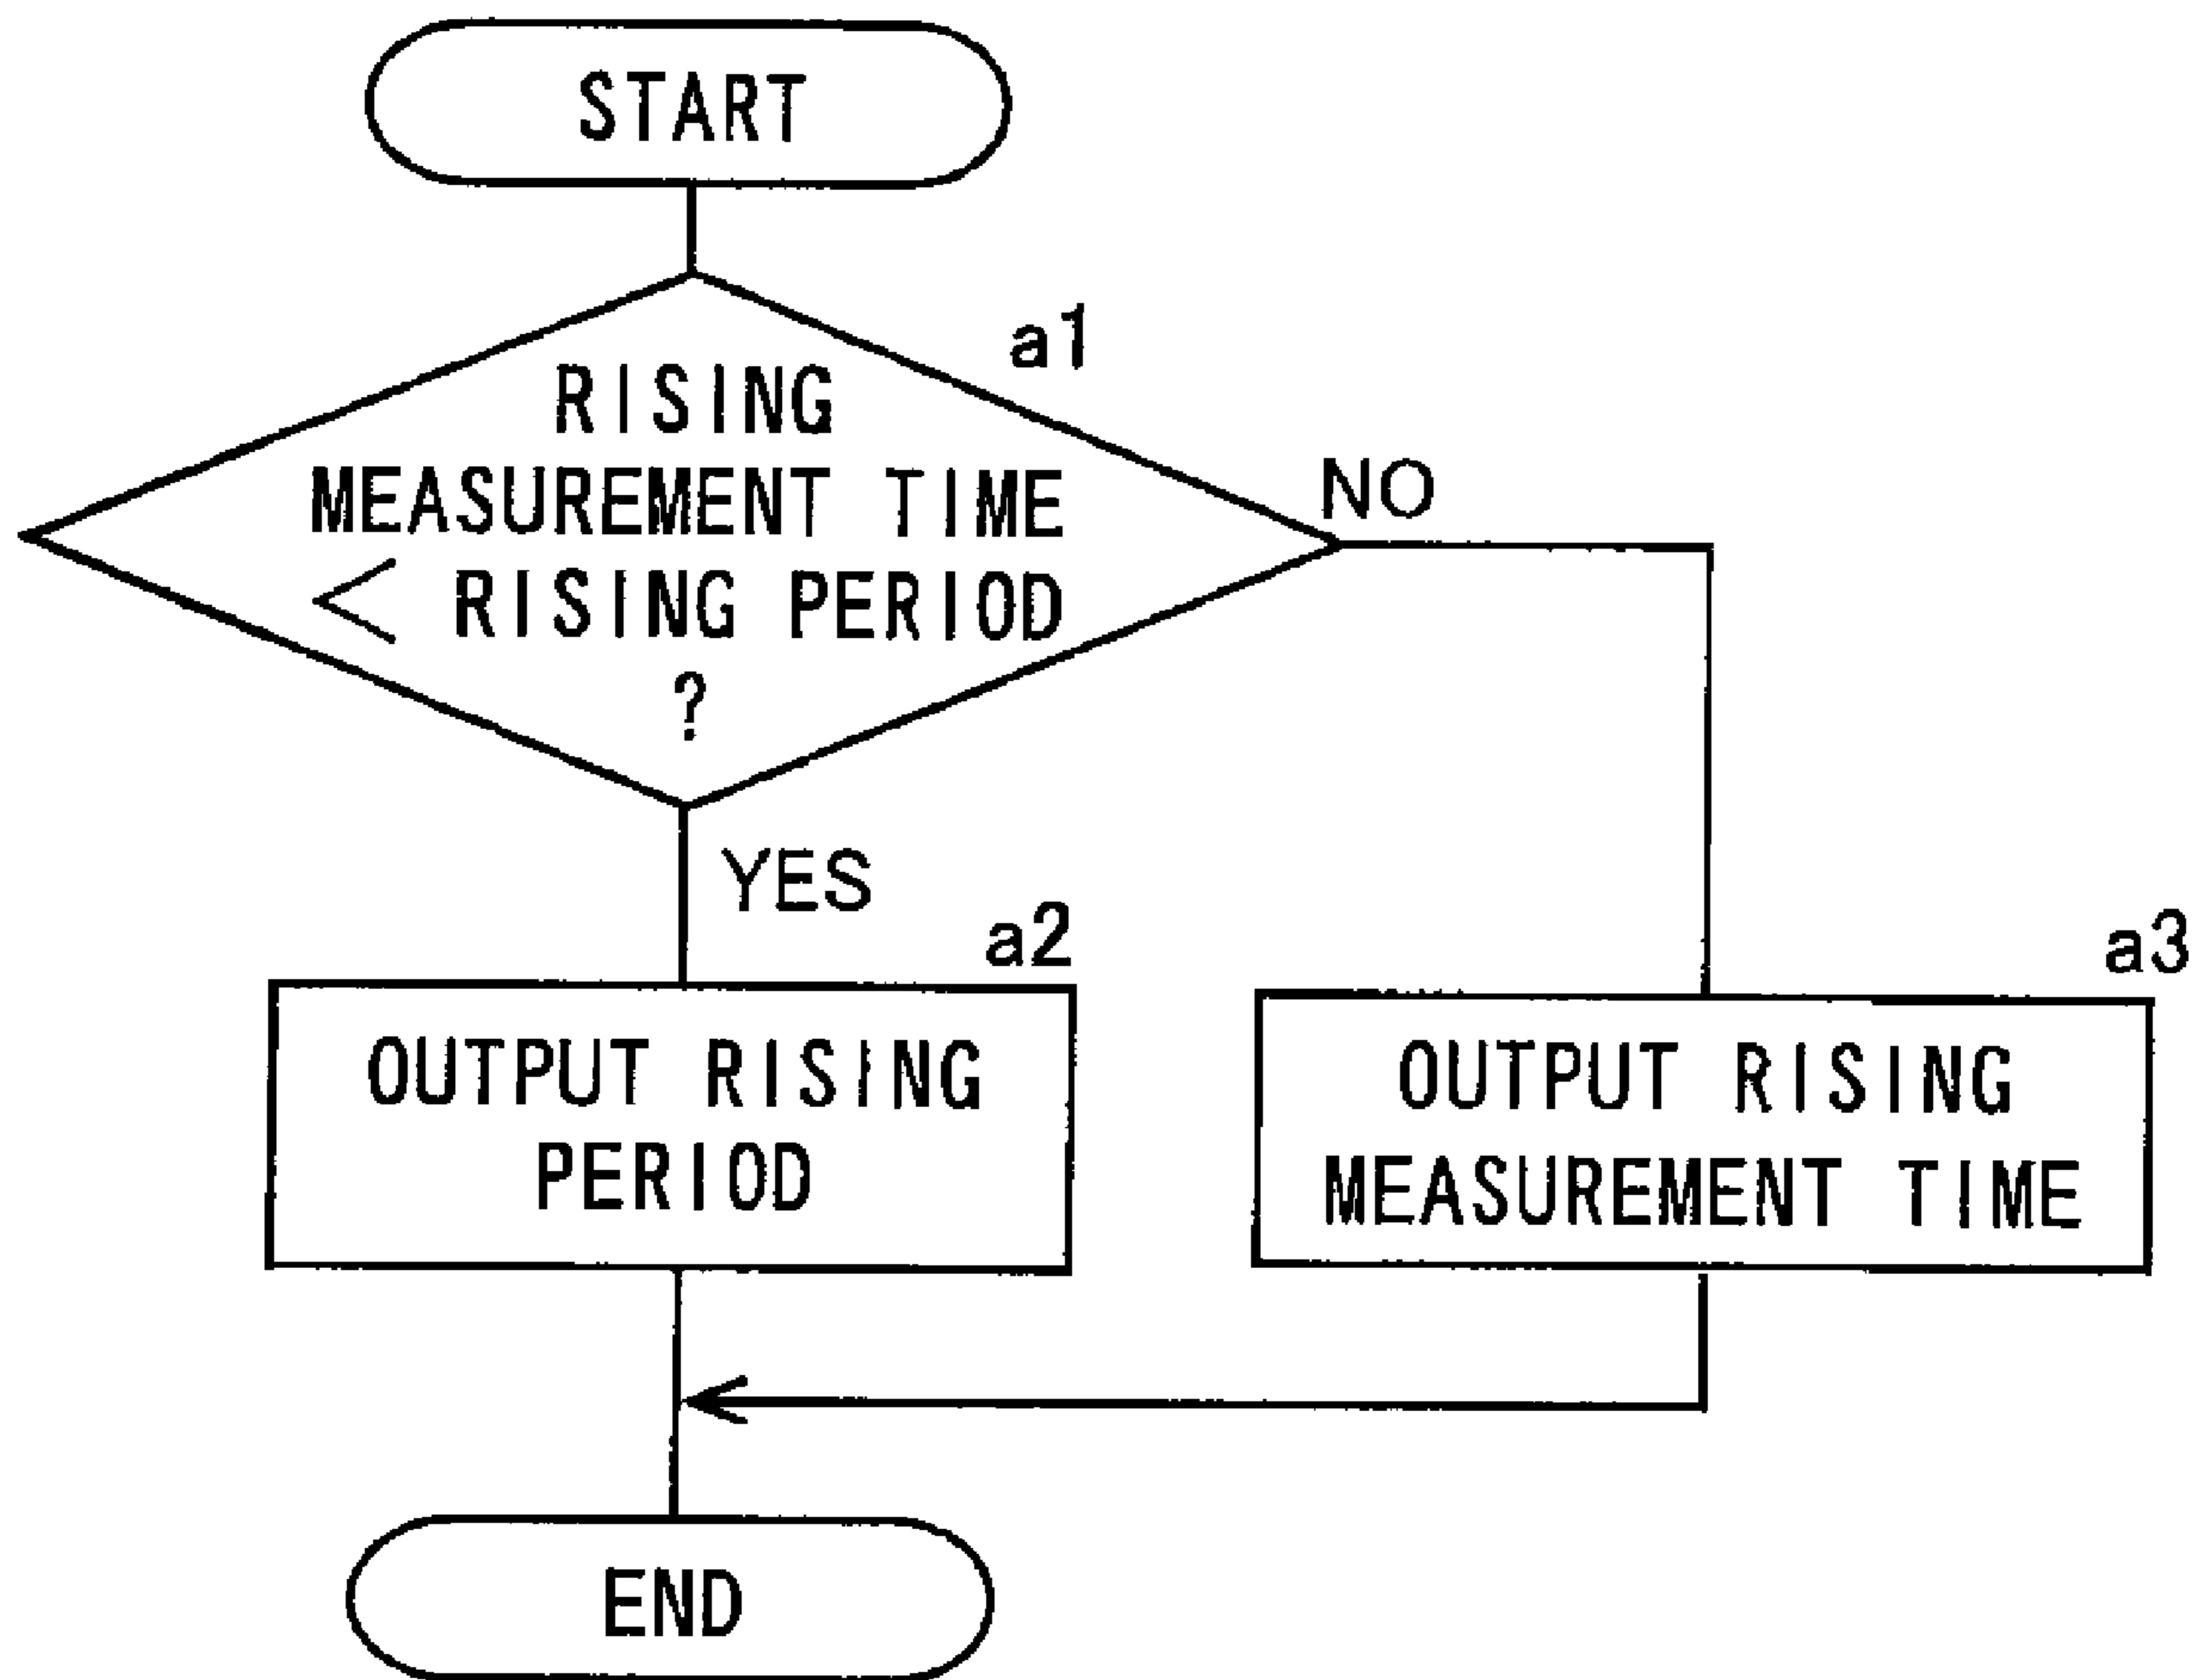 START
a1
RISING
MEASUREMENT TIME
< RISING PERIOD
?
NO
YES
a2
OUTPUT RISING
PERIOD
a3
OUTPUT RISING
MEASUREMENT TIME
END